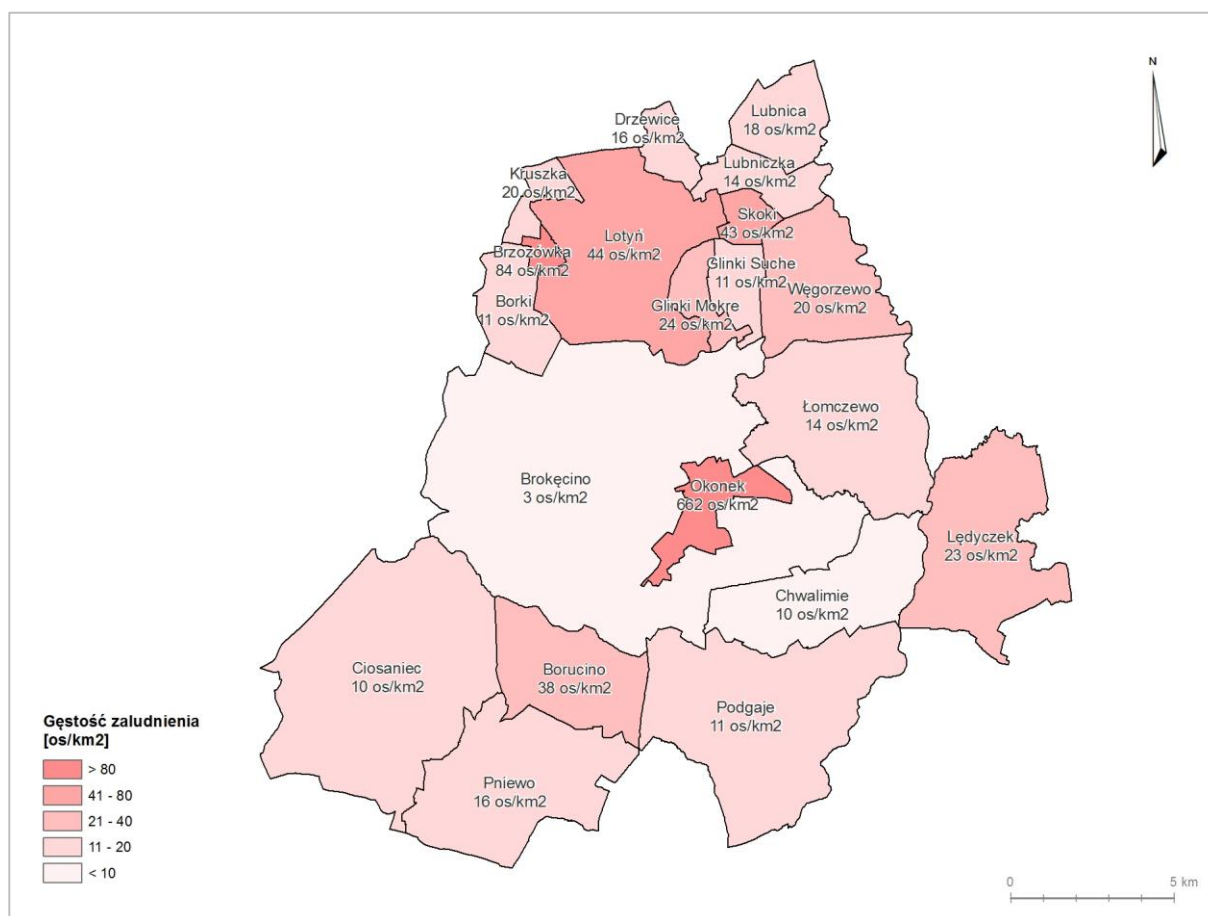 N
Lubnica
18 os/km2
Drzewice
16 os/km2
Lubniczka
14 os/km2
Kruszka
20 os/km2
Skoki
43 os/km2
Lotyń
44 os/km2
Brzozówka
84 os/km2
Glinki Suche
11 os/km2
Węgorzewo
20 os/km2
Borki
11 os/km2
Glinki Mokre
24 os/km2
Łomczewo
14 os/km2
Brokęcino
3 os/km2
Okonek
662 os/km2
Lędyczek
23 os/km2
Chwalimie
10 os/km2
Ciosaniec
10 os/km2
Borucino
38 os/km2
Podgaje
11 os/km2
Pniewo
16 os/km2
Gęstość zaludnienia
[os/km2]
> 80
41 - 80
21 - 40
11 - 20
< 10
0 5 km